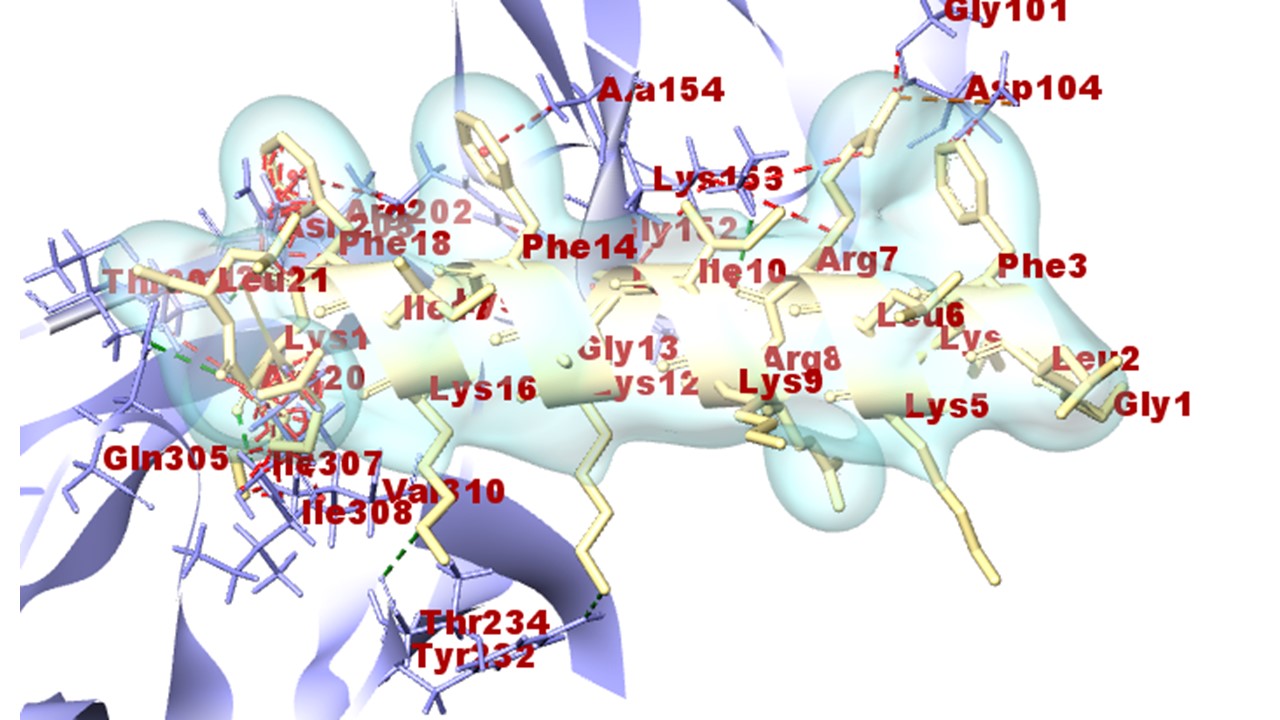 Gly101
Asp104
Ala154
Lys153
Arg202
Phe18
Phe14
Ile10
Arg7
Phe3
Leu21
Leu6
Gly13
Arg8
Leu2
Lys16
Lys12
Lys9
Lys5
Gly1
Gln305
Ile307
Val310
Ile308
Thr234
Tyr232